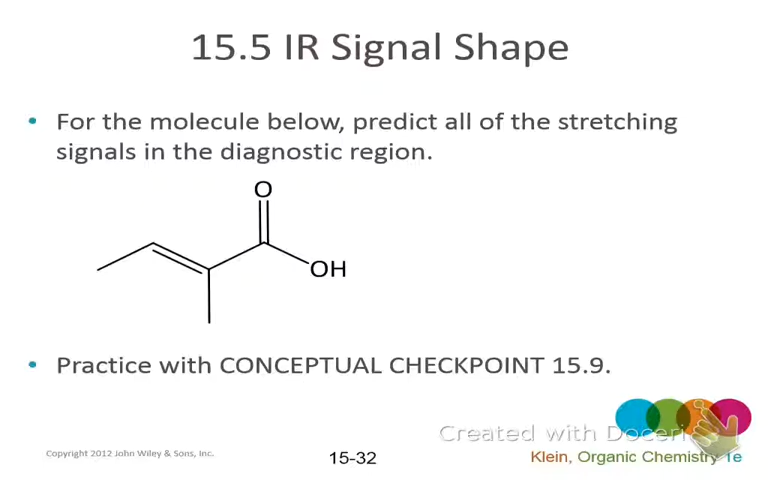 15.5 IR Signal Shape
• For the molecule below, predict all of the stretching
signals in the diagnostic region.
O
OH
• Practice with CONCEPTUAL CHECKPOINT 15.9.
Created with Doceri
Copyright © 2012 John Wiley & Sons, Inc.
15-32
Klein, Organic Chemistry 1e